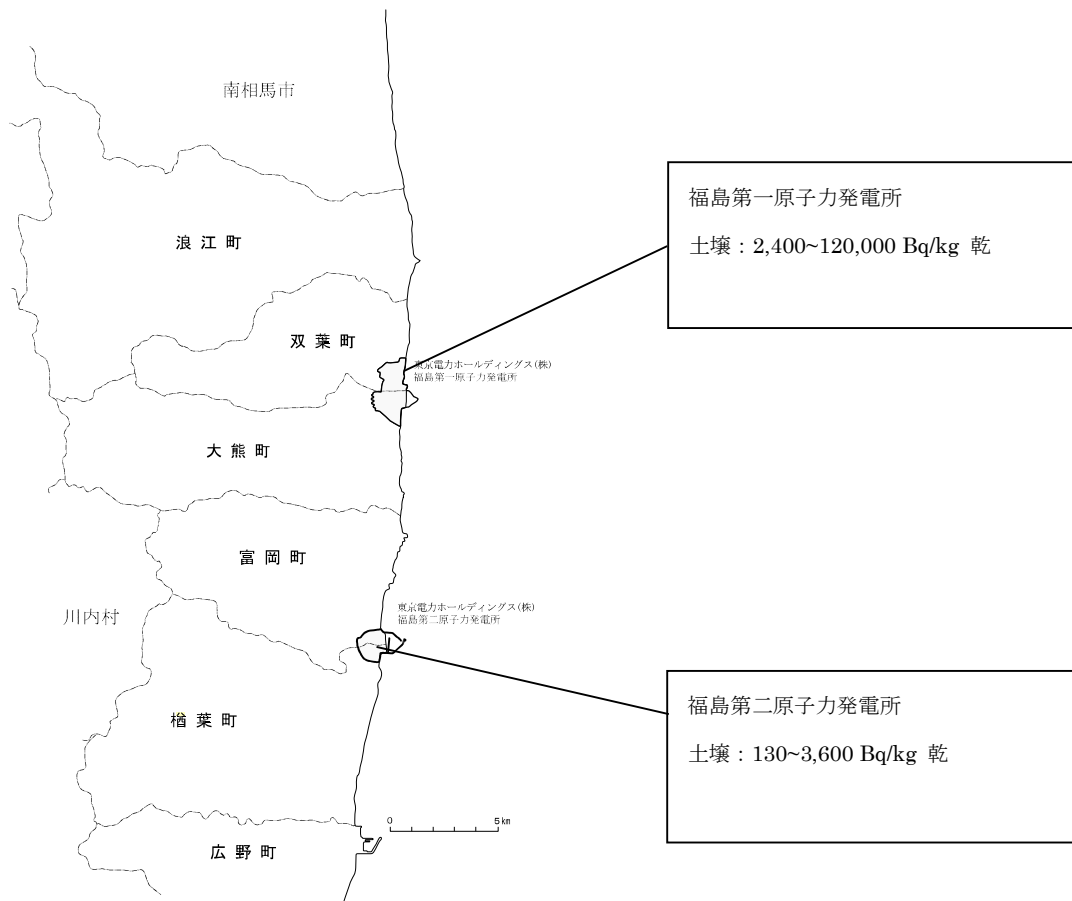 南相馬市
福島第一原子力発電所
土壌：2,400~120,000 Bq/kg 乾
浪江町
双葉町
東京電力ホールディングス(株)
福島第一原子力発電所
大熊町
富岡町
川内村
東京電力ホールディングス(株)
福島第二原子力発電所
福島第二原子力発電所
土壌：130~3,600 Bq/kg 乾
楢葉町
0 5km
広野町